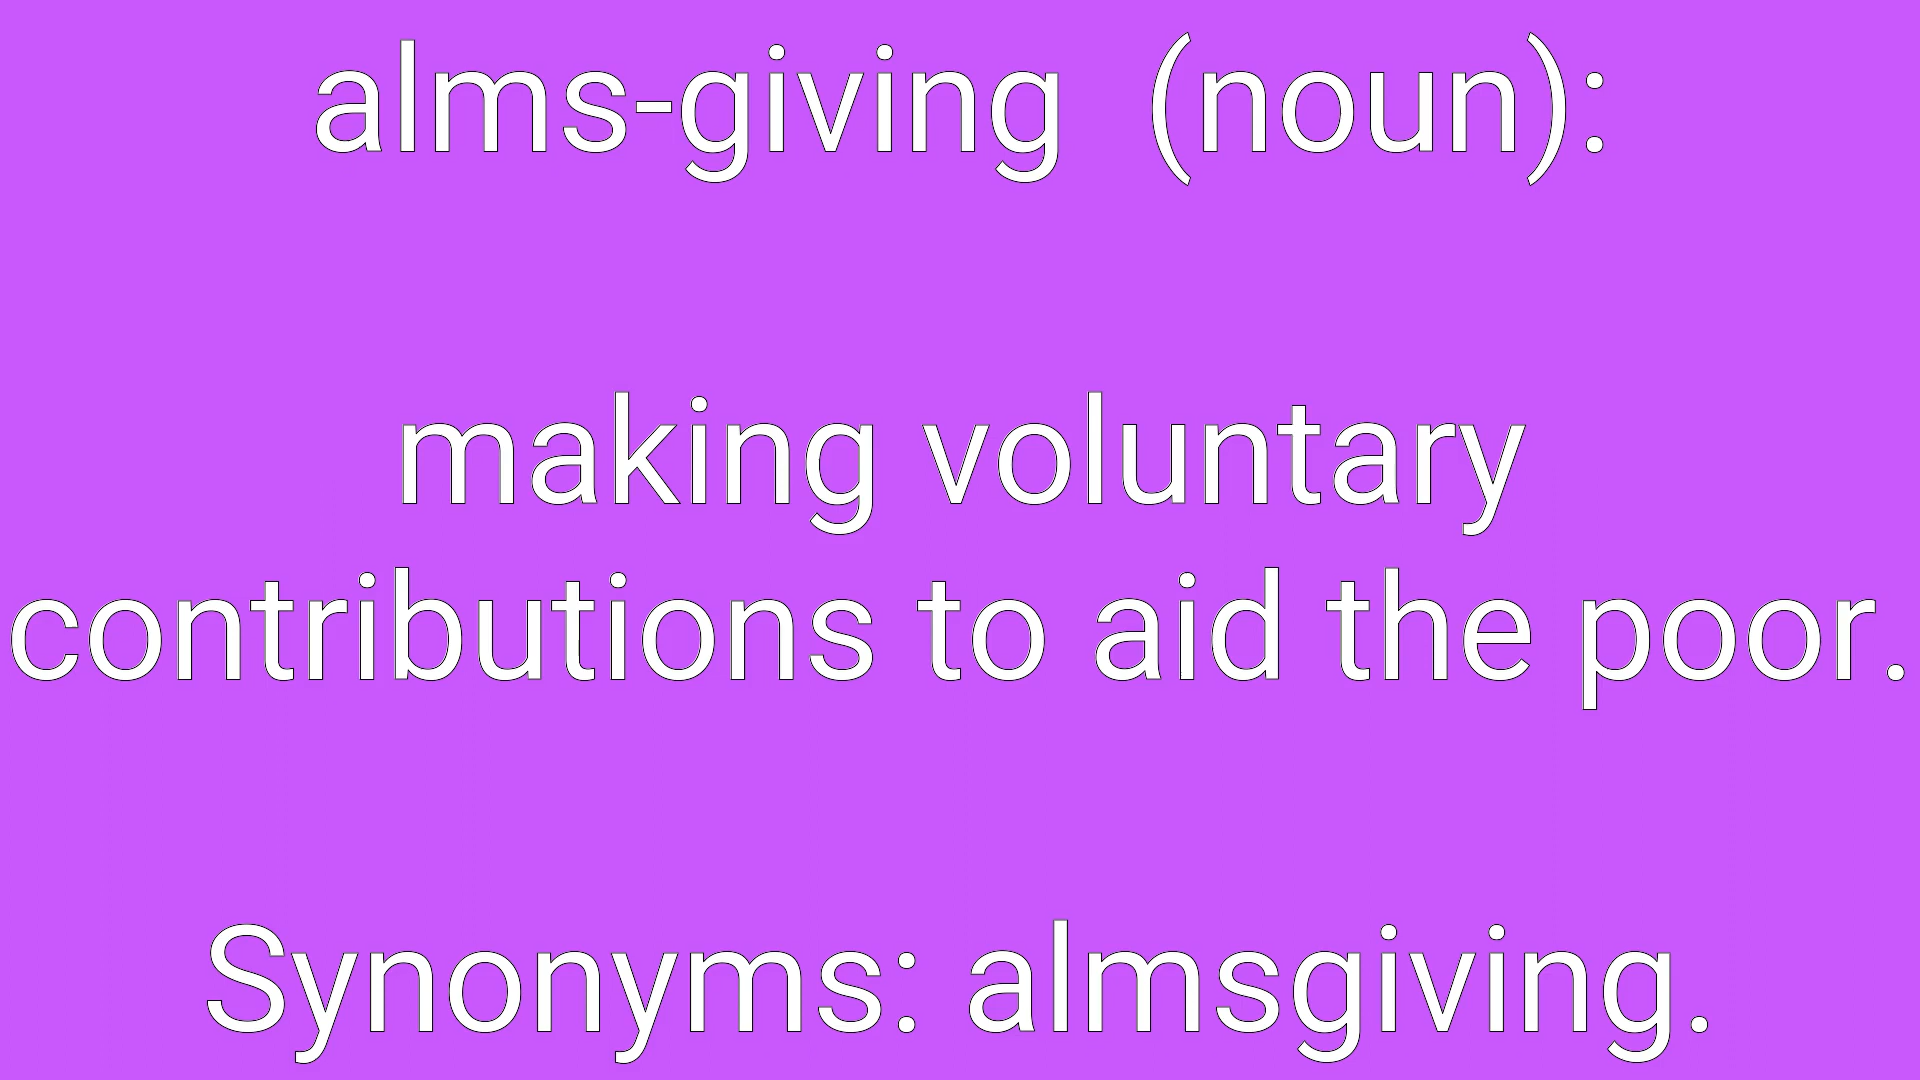 alms-giving  (noun):
making voluntary
contributions to aid the poor.
Synonyms: almsgiving.